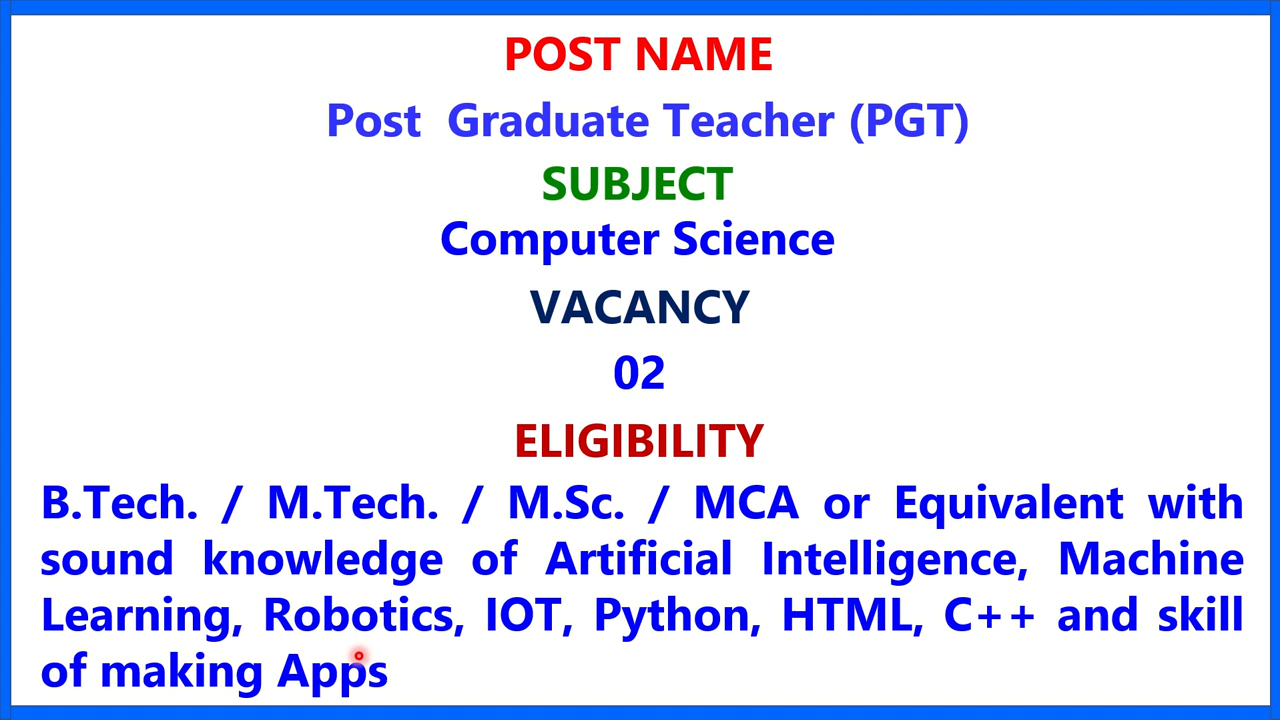 POST NAME
Post Graduate Teacher (PGT)
SUBJECT
Computer Science
VACANCY
02
ELIGIBILITY
B.Tech. / M.Tech. / M.Sc. / MCA or Equivalent with
sound knowledge of Artificial Intelligence, Machine
Learning, Robotics, IOT, Python, HTML, C++ and skill
of making Apps